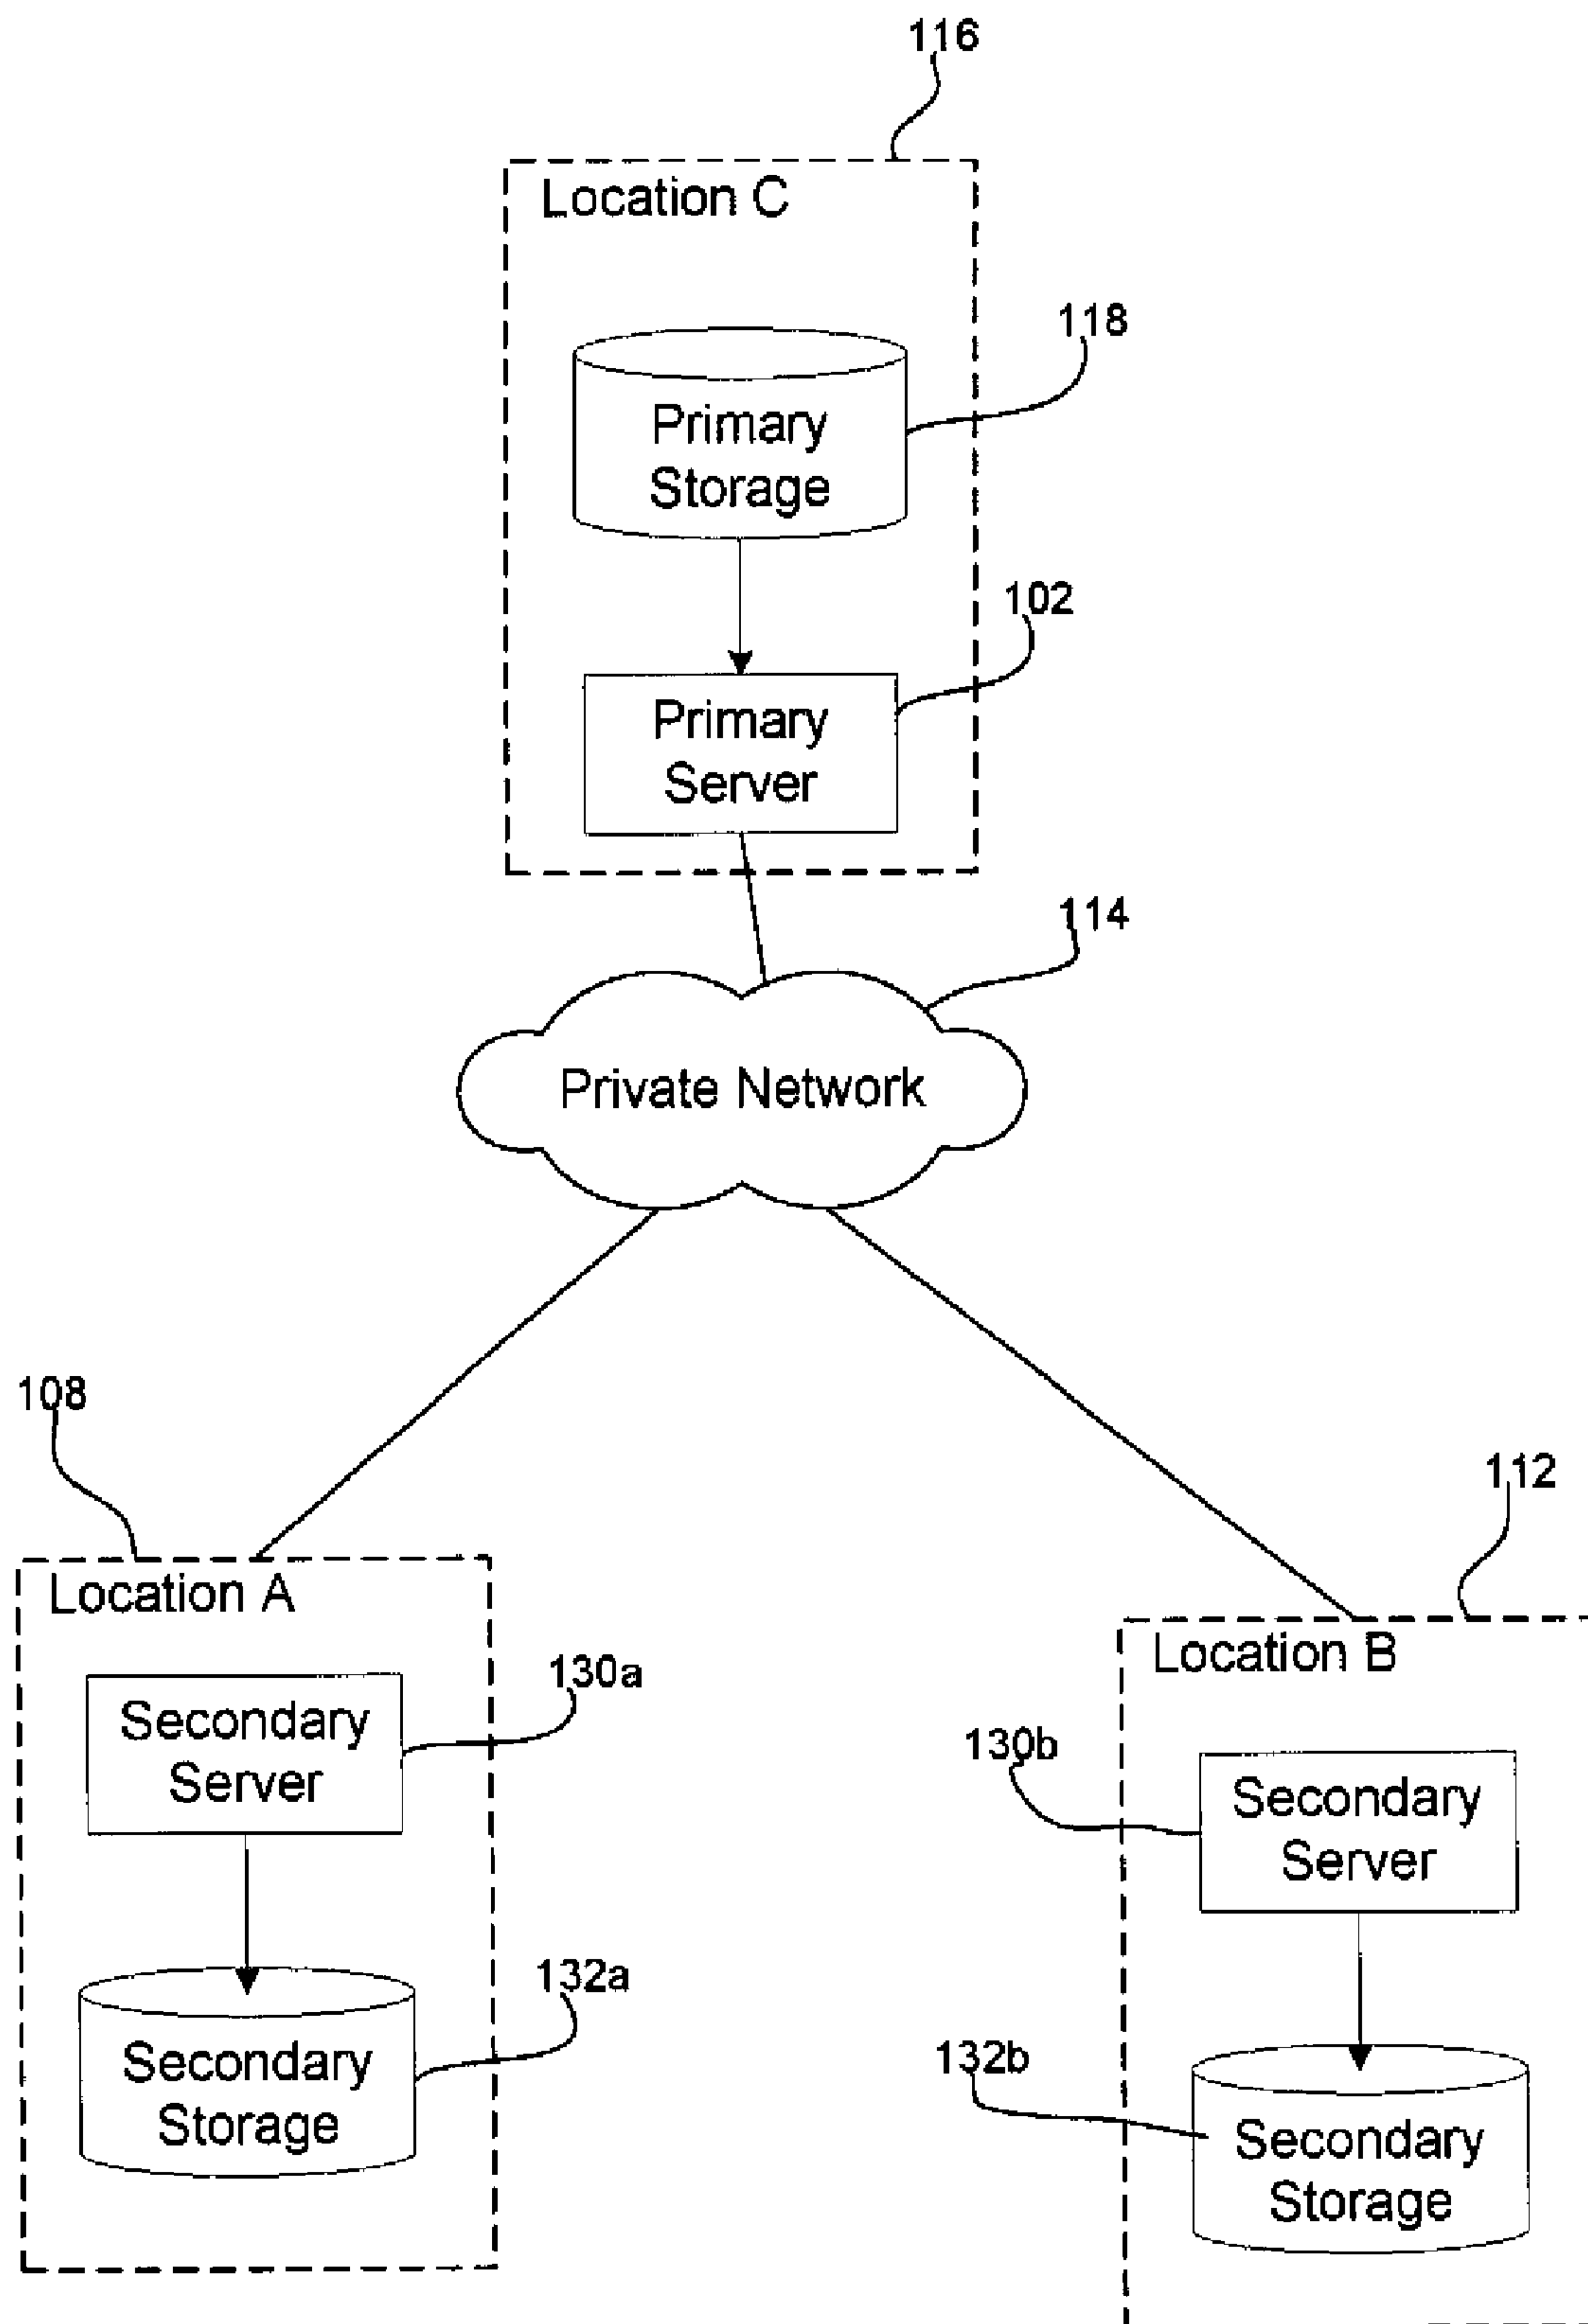 116
Location C
118
Primary
Storage
102
Primary
Server
114
Private Network
108
112
Location A
Location B
130a
Secondary
Server
130b
Secondary
Server
132a
Secondary
Storage
132b
Secondary
Storage